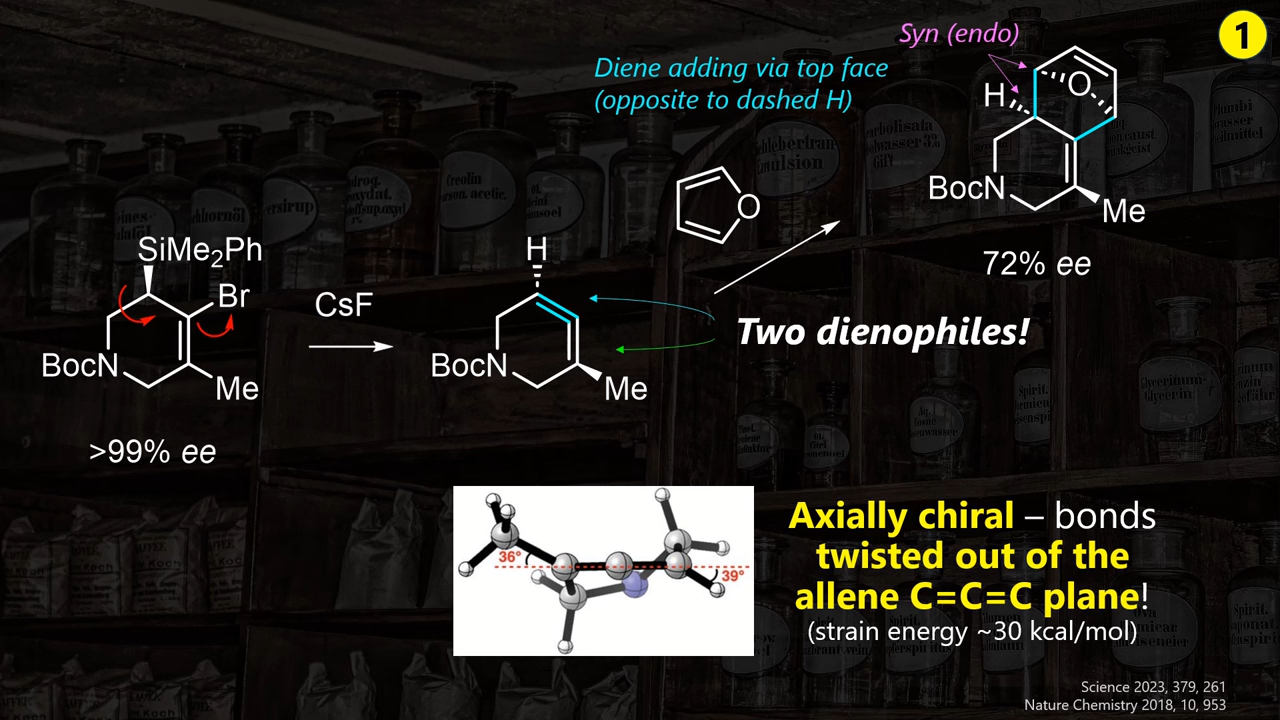 1
Syn (endo)
Diene adding via top face
(opposite to dashed H)
O
H
BocN
Me
72% ee
O
SiMe₂Ph
Br
BocN
Me
>99% ee
CsF
H
BocN
Me
Two dienophiles!
36°
39°
Axially chiral – bonds
twisted out of the
allene C=C=C plane!
(strain energy ~30 kcal/mol)
Science 2023, 379, 261
Nature Chemistry 2018, 10, 953